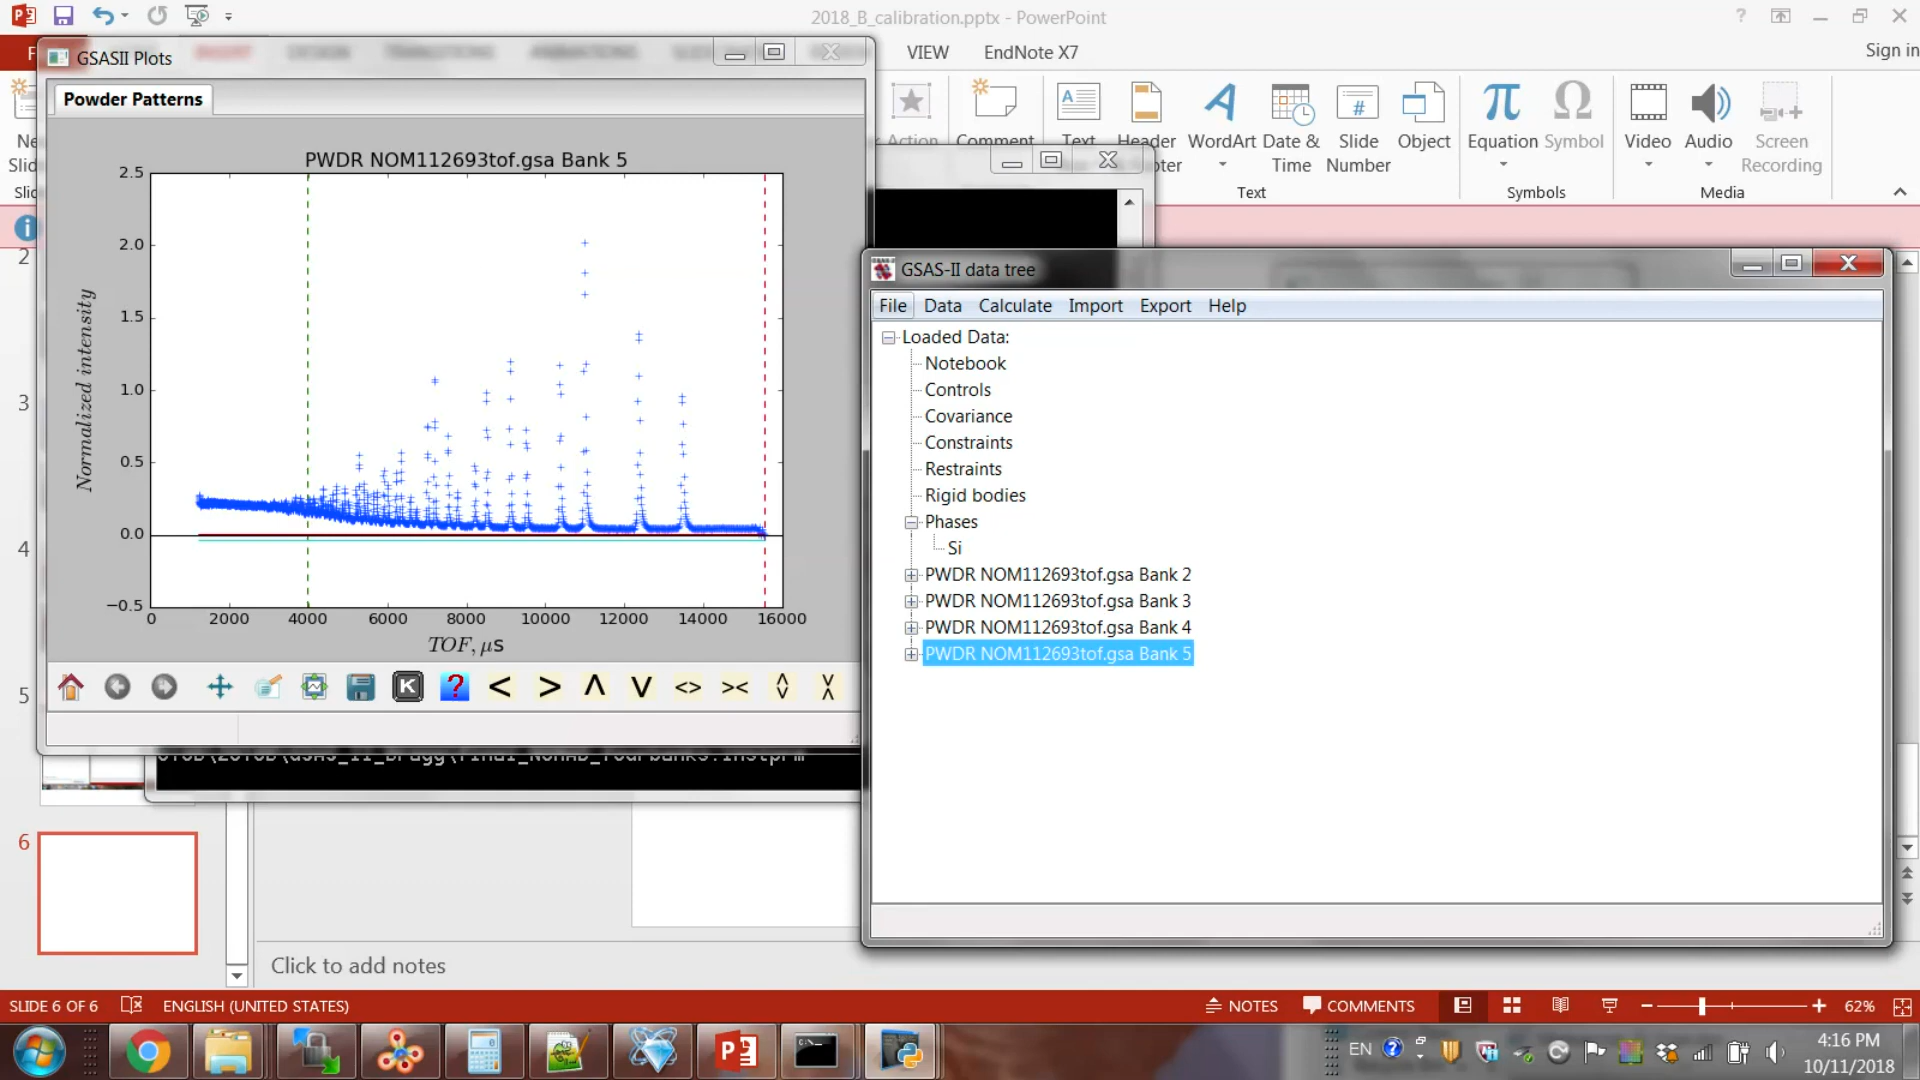 2018_B_calibration.pptx - PowerPoint
VIEW
EndNote X7
Sign in
Action
Comment
Text
Header
WordArt
Date & Time
Slide Number
Object
Equation
Symbol
Video
Audio
Screen Recording
Text
Symbols
Media
GSASII Plots
Powder Patterns
PWDR NOM112693tof.gsa Bank 5
2.5
2.0
1.5
1.0
0.5
0.0
−0.5
Normalized intensity
0 2000 4000 6000 8000 10000 12000 14000 16000
TOF, μs
K ? < > Λ V <> ><
GSAS-II data tree
File Data Calculate Import Export Help
Loaded Data:
Notebook
Controls
Covariance
Constraints
Restraints
Rigid bodies
Phases
Si
PWDR NOM112693tof.gsa Bank 2
PWDR NOM112693tof.gsa Bank 3
PWDR NOM112693tof.gsa Bank 4
PWDR NOM112693tof.gsa Bank 5
2
3
4
5
6
Click to add notes
SLIDE 6 OF 6
ENGLISH (UNITED STATES)
NOTES
COMMENTS
62%
EN
4:16 PM
10/11/2018